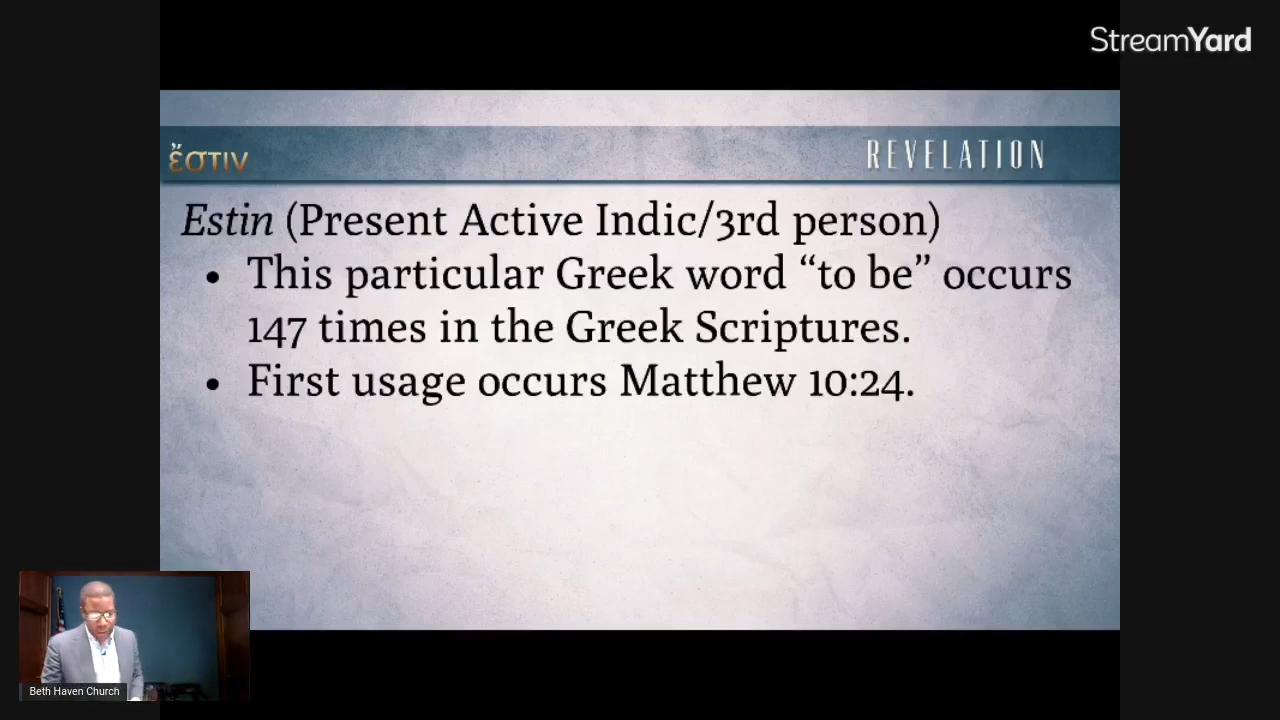 StreamYard
ἔστιν
REVELATION
Estin (Present Active Indic/3rd person)
• This particular Greek word “to be” occurs
147 times in the Greek Scriptures.
• First usage occurs Matthew 10:24.
Beth Haven Church